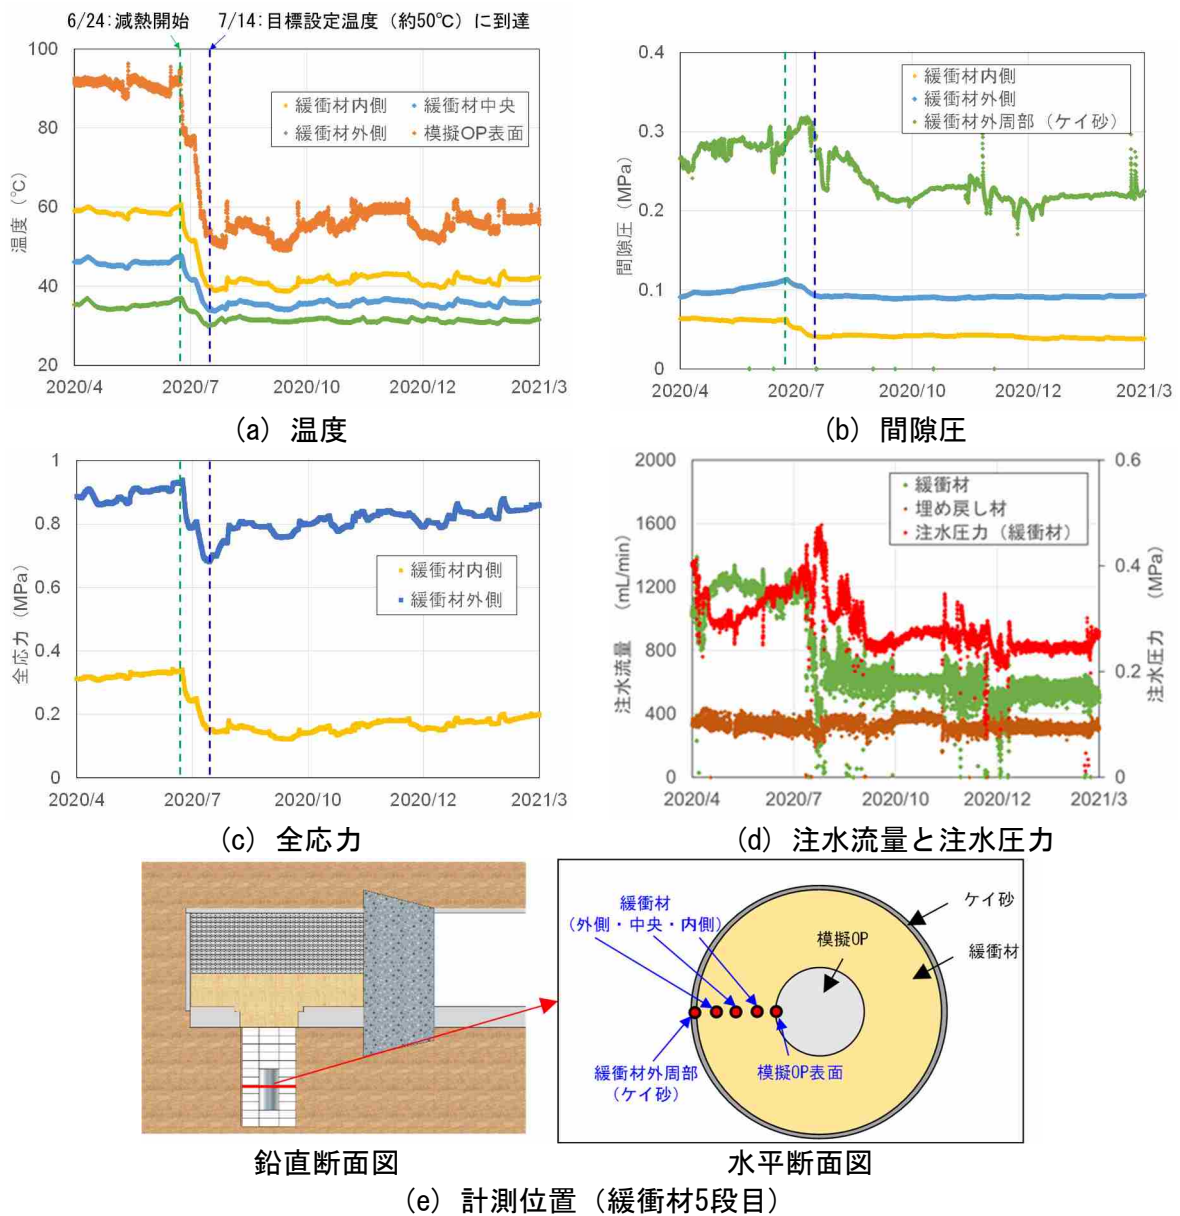 6/24：減熱開始 7/14：目標設定温度（約50℃）に到達
100
80
60
40
20
温度（℃）
緩衝材内側 緩衝材中央
緩衝材外側 模擬OP表面
2020/4 2020/7 2020/10 2020/12 2021/3
(a) 温度
0.4
0.3
0.2
0.1
0
間隙圧（MPa）
緩衝材内側
緩衝材外側
緩衝材外周部（ケイ砂）
2020/4 2020/7 2020/10 2020/12 2021/3
(b) 間隙圧
1
0.8
0.6
0.4
0.2
0
全応力（MPa）
緩衝材内側
緩衝材外側
2020/4 2020/7 2020/10 2020/12 2021/3
(c) 全応力
2000
1600
1200
800
400
0
注水流量（mL/min）
緩衝材
埋め戻し材
注水圧力（緩衝材）
0.6
0.4
0.2
0
注水圧力（MPa）
2020/4 2020/7 2020/10 2020/12 2021/3
(d) 注水流量と注水圧力
緩衝材
（外側・中央・内側）
模擬OP
ケイ砂
緩衝材
緩衝材外周部
（ケイ砂）
模擬OP表面
鉛直断面図
水平断面図
(e) 計測位置（緩衝材5段目）